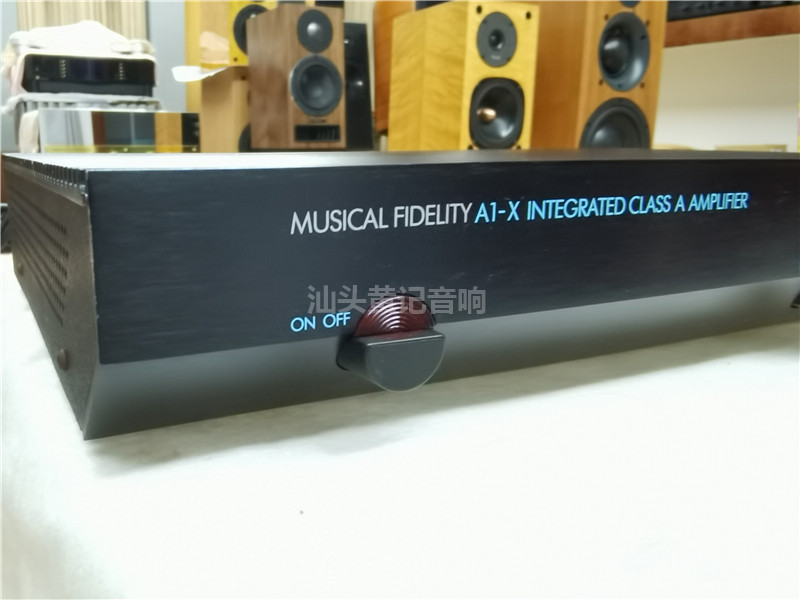 MUSICAL FIDELITY A1-X INTEGRATED CLASS A AMPLIFIER
汕头黄记音响
ON OFF